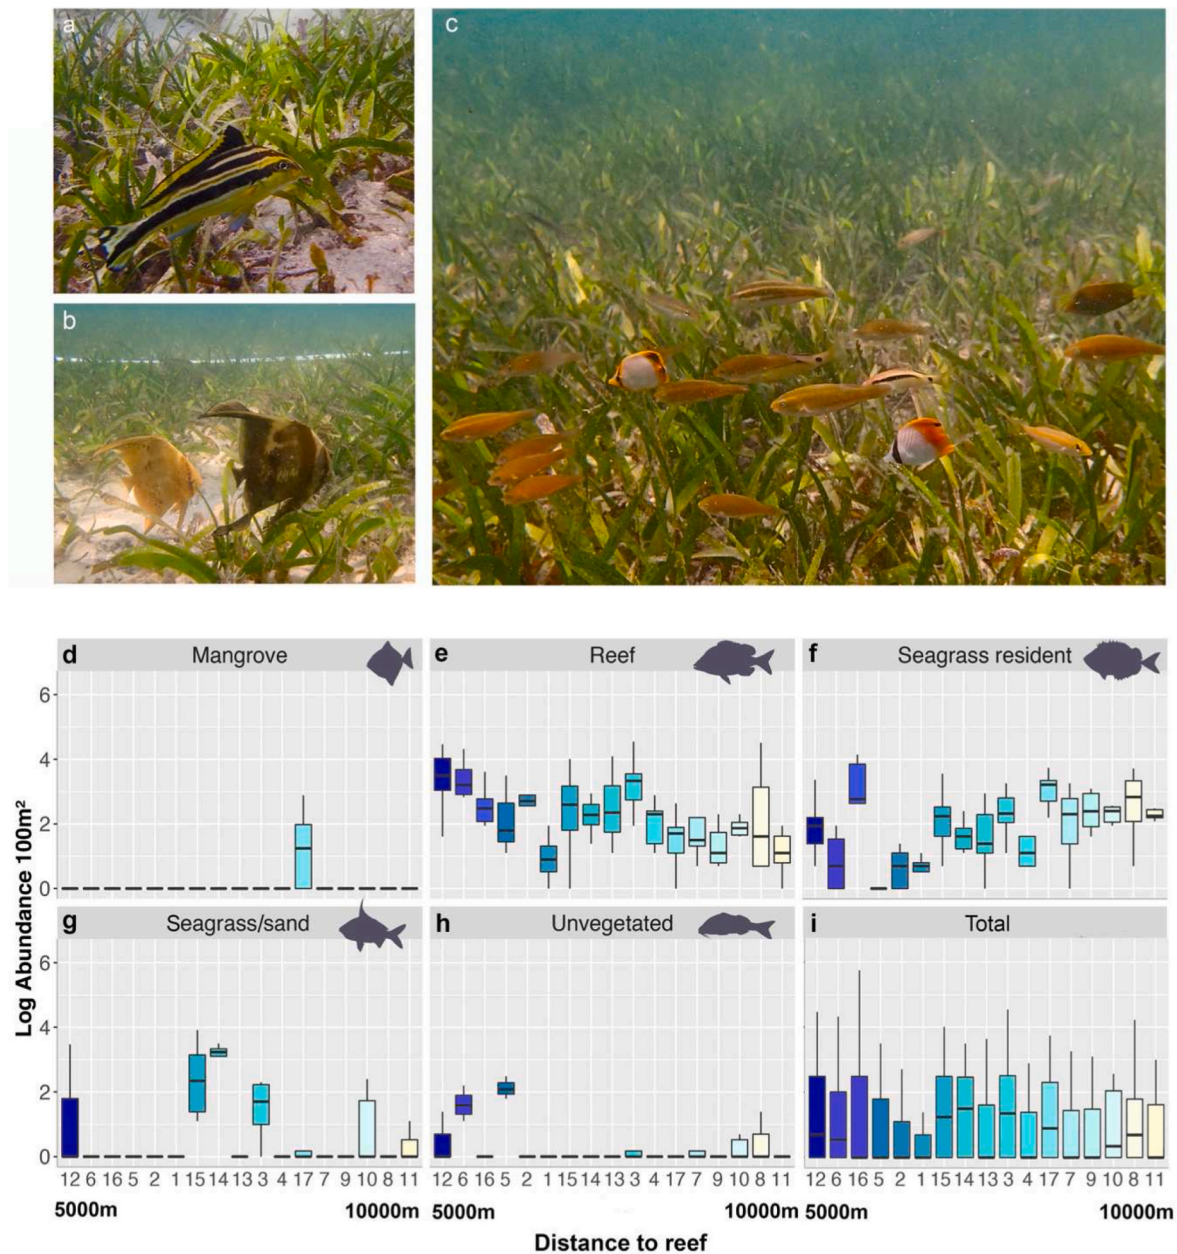 a
b
c
d Mangrove
e Reef
f Seagrass resident
6
4
2
0
g Seagrass/sand
h Unvegetated
i Total
6
4
2
0
Log Abundance 100m²
12 6 16 5 2 1 15 14 13 3 4 17 7 9 10 8 11
12 6 16 5 2 1 15 14 13 3 4 17 7 9 10 8 11
12 6 16 5 2 1 15 14 13 3 4 17 7 9 10 8 11
5000m 10000m 5000m 10000m 5000m 10000m
Distance to reef